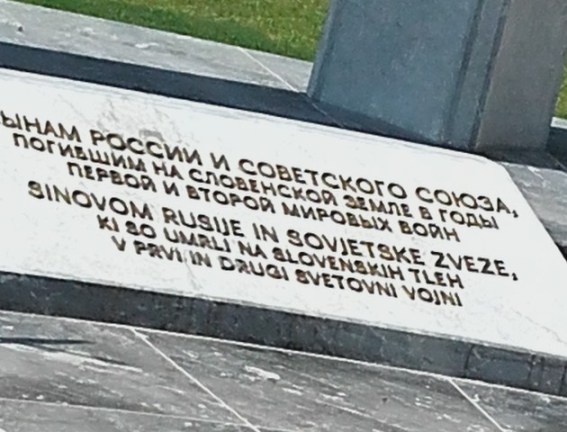 СЫНАМ РОССИИ И СОВЕТСКОГО СОЮЗА,
ПОГИБШИМ НА СЛОВЕНСКОЙ ЗЕМЛЕ В ГОДЫ
ПЕРВОЙ И ВТОРОЙ МИРОВЫХ ВОЙН
SINOVOM RUSIJE IN SOVJETSKE ZVEZE,
KI SO UMRLI NA SLOVENSKIH TLEH
V PRVI IN DRUGI SVETOVNI VOJNI